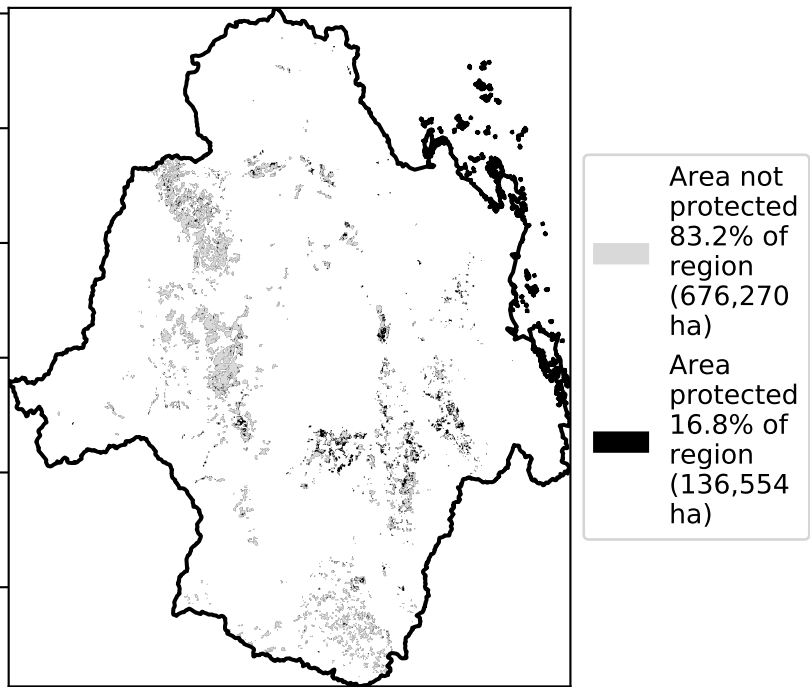 Area not
protected
83.2% of
region
(676,270
ha)
Area
protected
16.8% of
region
(136,554
ha)